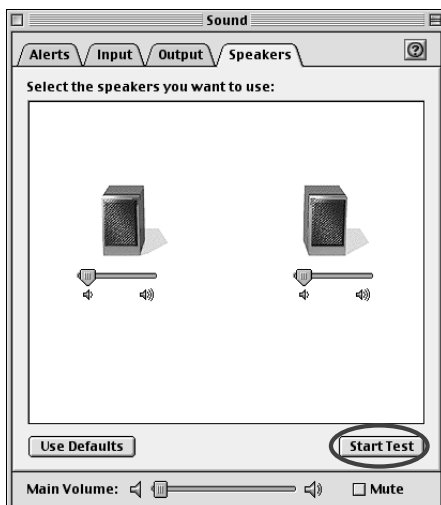 Sound
Alerts Input Output Speakers
Select the speakers you want to use:
Use Defaults Start Test
Main Volume: Mute